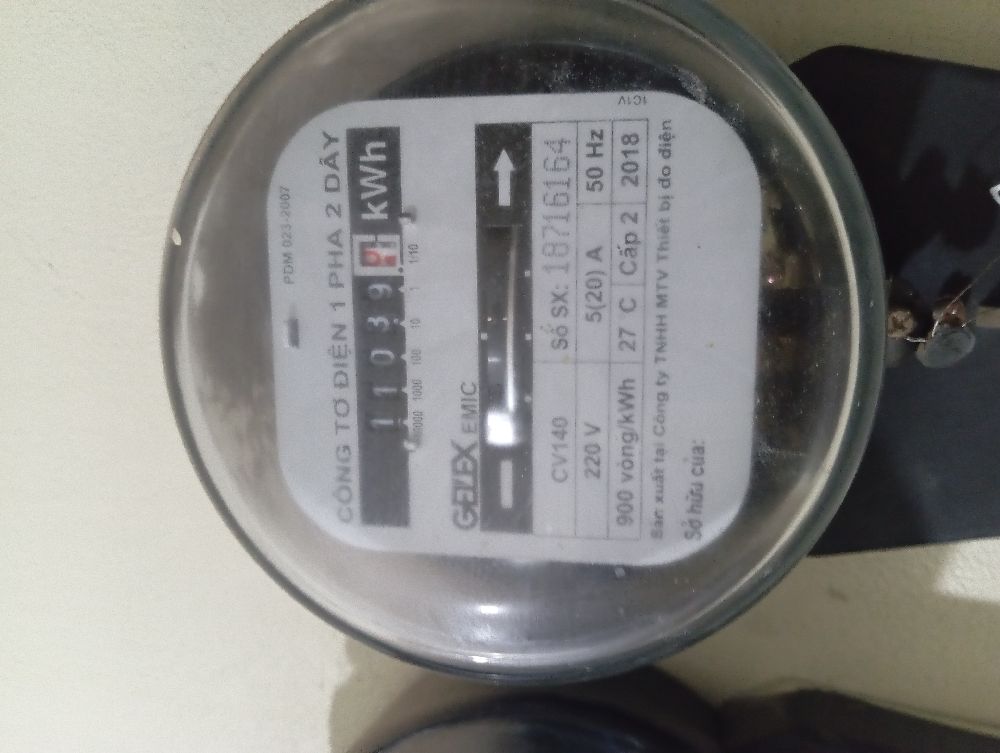 PDM 023-2007
CÔNG TƠ ĐIỆN 1 PHA 2 DÂY
1 1 0 3 9 kWh
1000 100 10 1 1/10
GELEX EMIC
CV140 Số SX: 18716164
220 V 5(20) A 50 Hz
900 vòng/kWh 27 C Cấp 2 2018
1C1V
Sản xuất tại Công ty TNHH MTV Thiết bị đo điện
Sở hữu của: